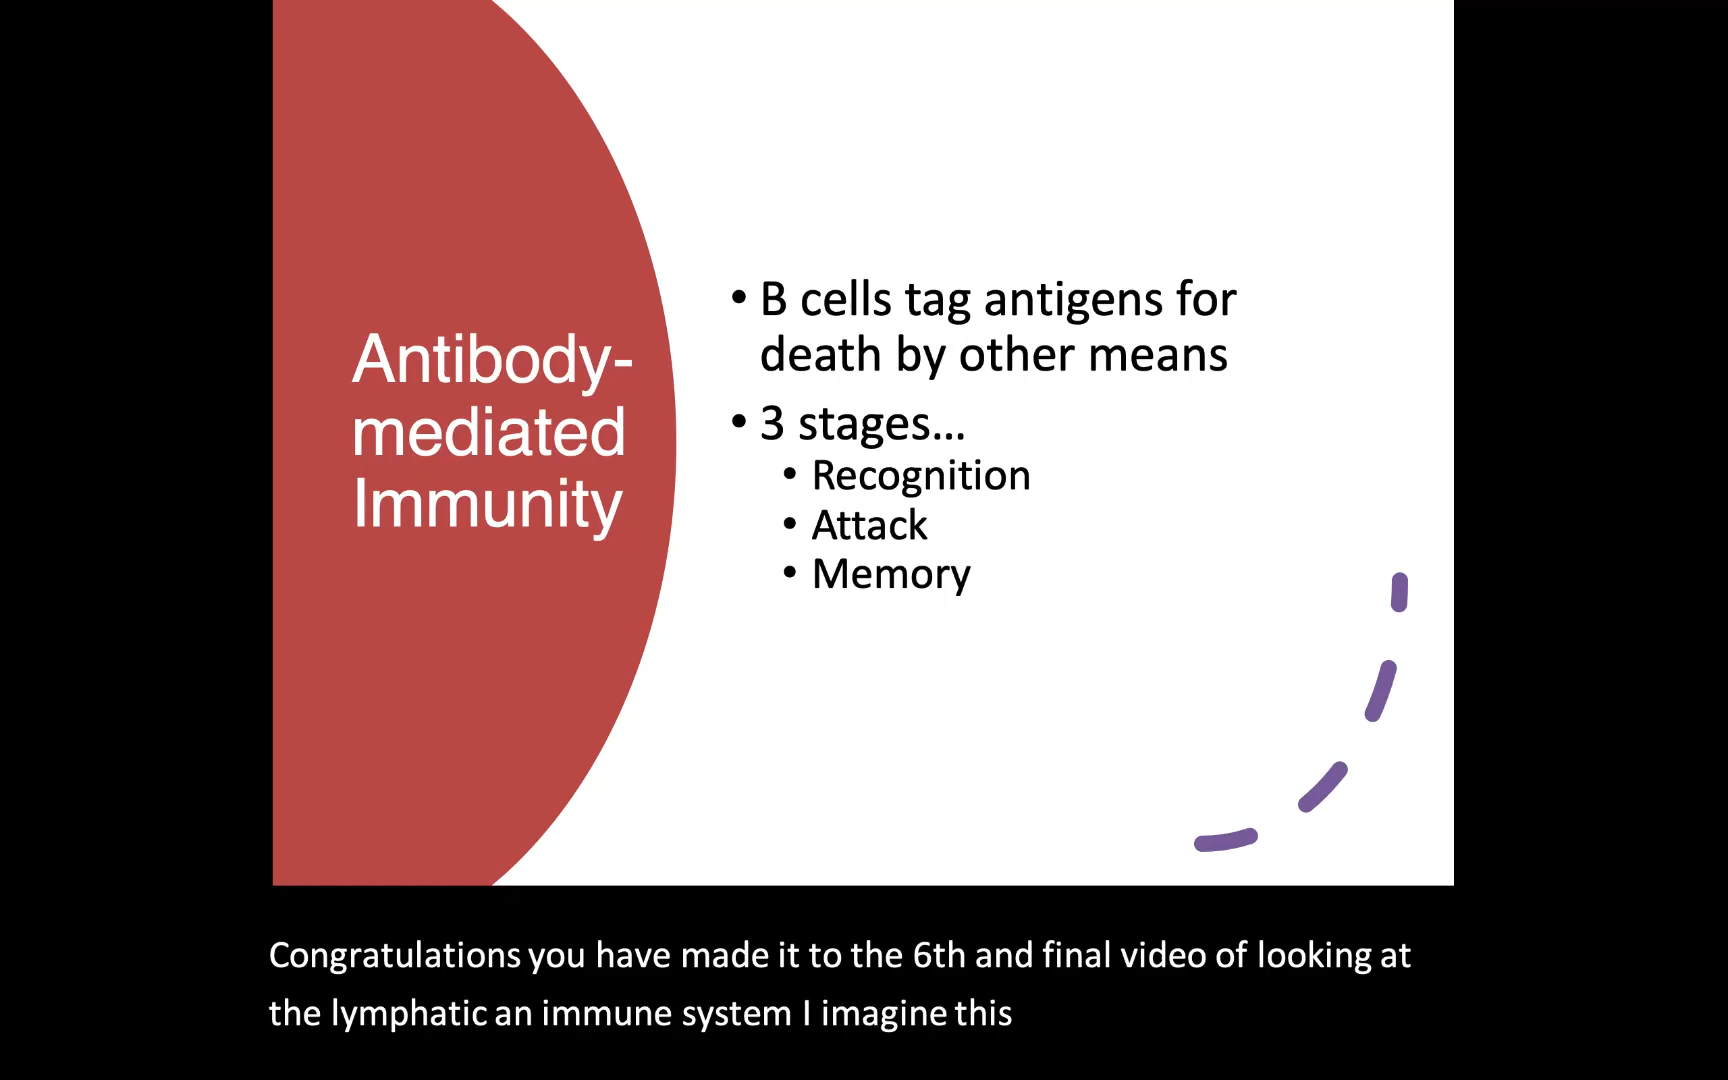 Antibody-
mediated
Immunity
• B cells tag antigens for
death by other means
• 3 stages…
• Recognition
• Attack
• Memory
Congratulations you have made it to the 6th and final video of looking at
the lymphatic an immune system I imagine this